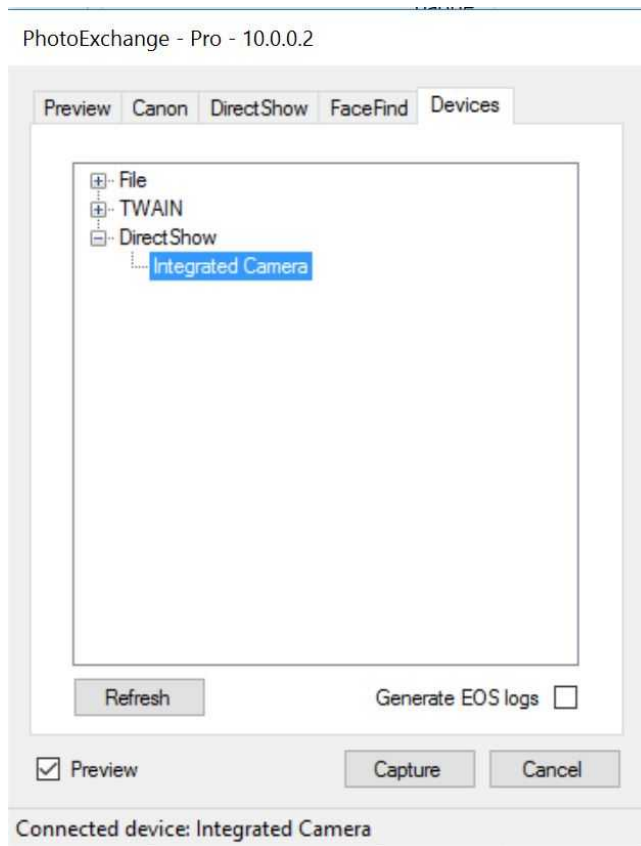 PhotoExchange - Pro - 10.0.0.2
Preview Canon DirectShow FaceFind Devices
File
TWAIN
DirectShow
Integrated Camera
Refresh Generate EOS logs
Preview Capture Cancel
Connected device: Integrated Camera